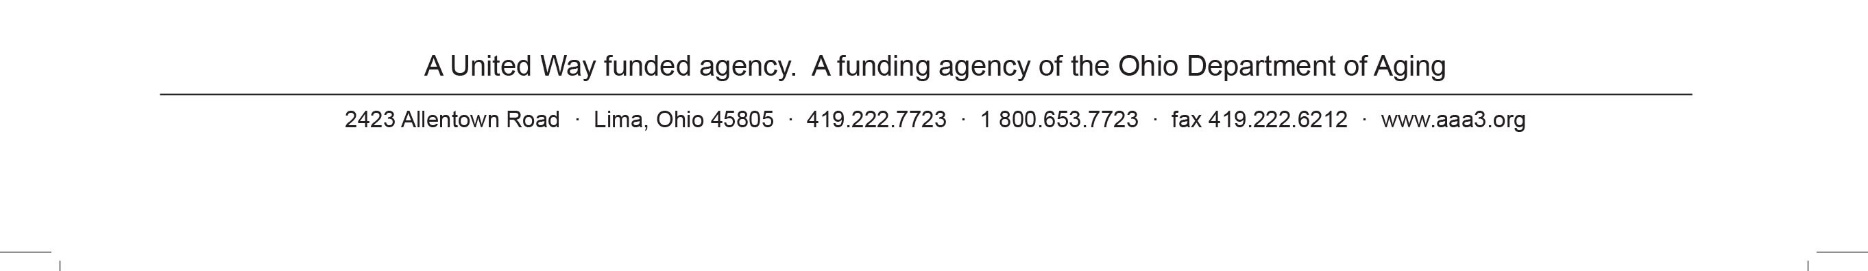 A United Way funded agency.  A funding agency of the Ohio Department of Aging
2423 Allentown Road · Lima, Ohio 45805 · 419.222.7723 · 1 800.653.7723 · fax 419.222.6212 · www.aaa3.org